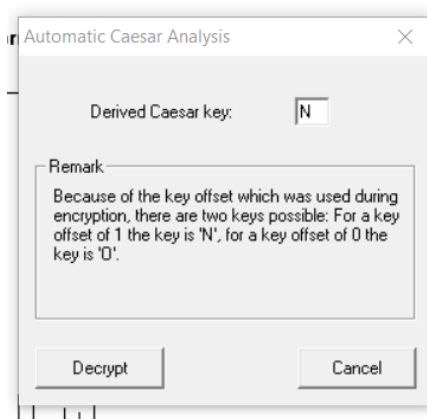 Automatic Caesar Analysis
Derived Caesar key: N
Remark
Because of the key offset which was used during
encryption, there are two keys possible: For a key
offset of 1 the key is 'N', for a key offset of 0 the
key is 'O'.
Decrypt Cancel